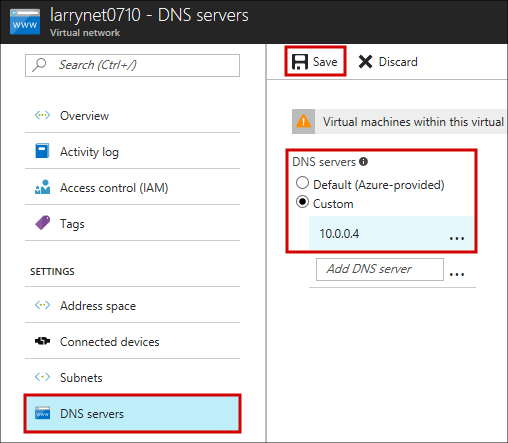 larrynet0710 - DNS servers
Virtual network
Search (Ctrl+/)
Overview
Activity log
Access control (IAM)
Tags
SETTINGS
Address space
Connected devices
Subnets
DNS servers
Save
Discard
Virtual machines within this virtual
DNS servers
Default (Azure-provided)
Custom
10.0.0.4
...
Add DNS server
...